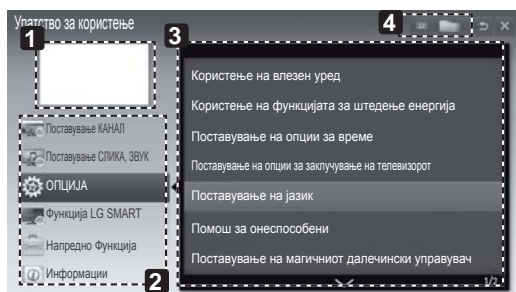 Упатство за користење
4
1
3
Користење на влезен уред
Користење на функцијата за штедење енергија
Поставување на опции за време
Поставување на опции за заклучување на телевизорот
Поставување на јазик
Помош за онеспособени
Поставување на магичниот далечински управувач
1/2
Поставување КАНАЛ
Поставување СЛИКА, ЗВУК
ОПЦИЈА
Функција LG SMART
Напредно Функција
Информации
2